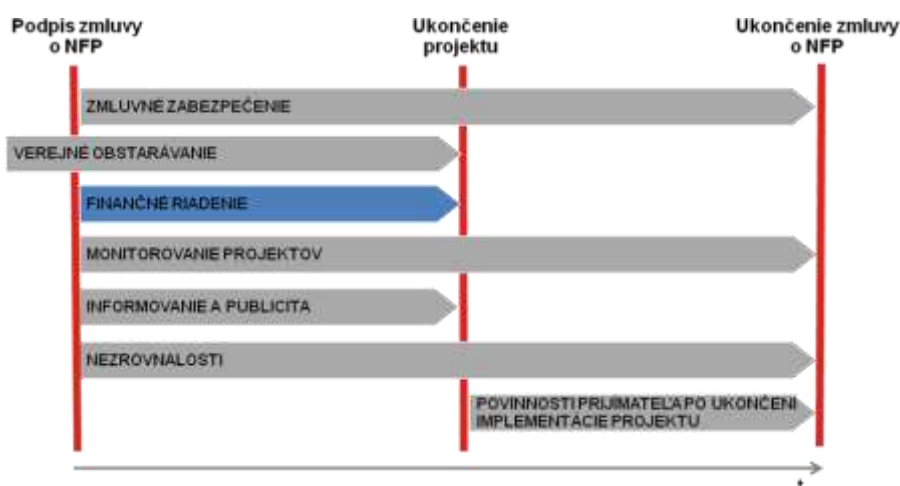 Podpis zmluvy
o NFP
Ukončenie
projektu
Ukončenie zmluvy
o NFP
ZMLUVNÉ ZABEZPEČENIE
VEREJNÉ OBSTARÁVANIE
FINANČNÉ RIADENIE
MONITOROVANIE PROJEKTOV
INFORMOVANIE A PUBLICITA
NEZROVNALOSTI
POVINNOSTI PRIJÍMATEĽA PO UKONČENÍ
IMPLEMENTÁCIE PROJEKTU
t